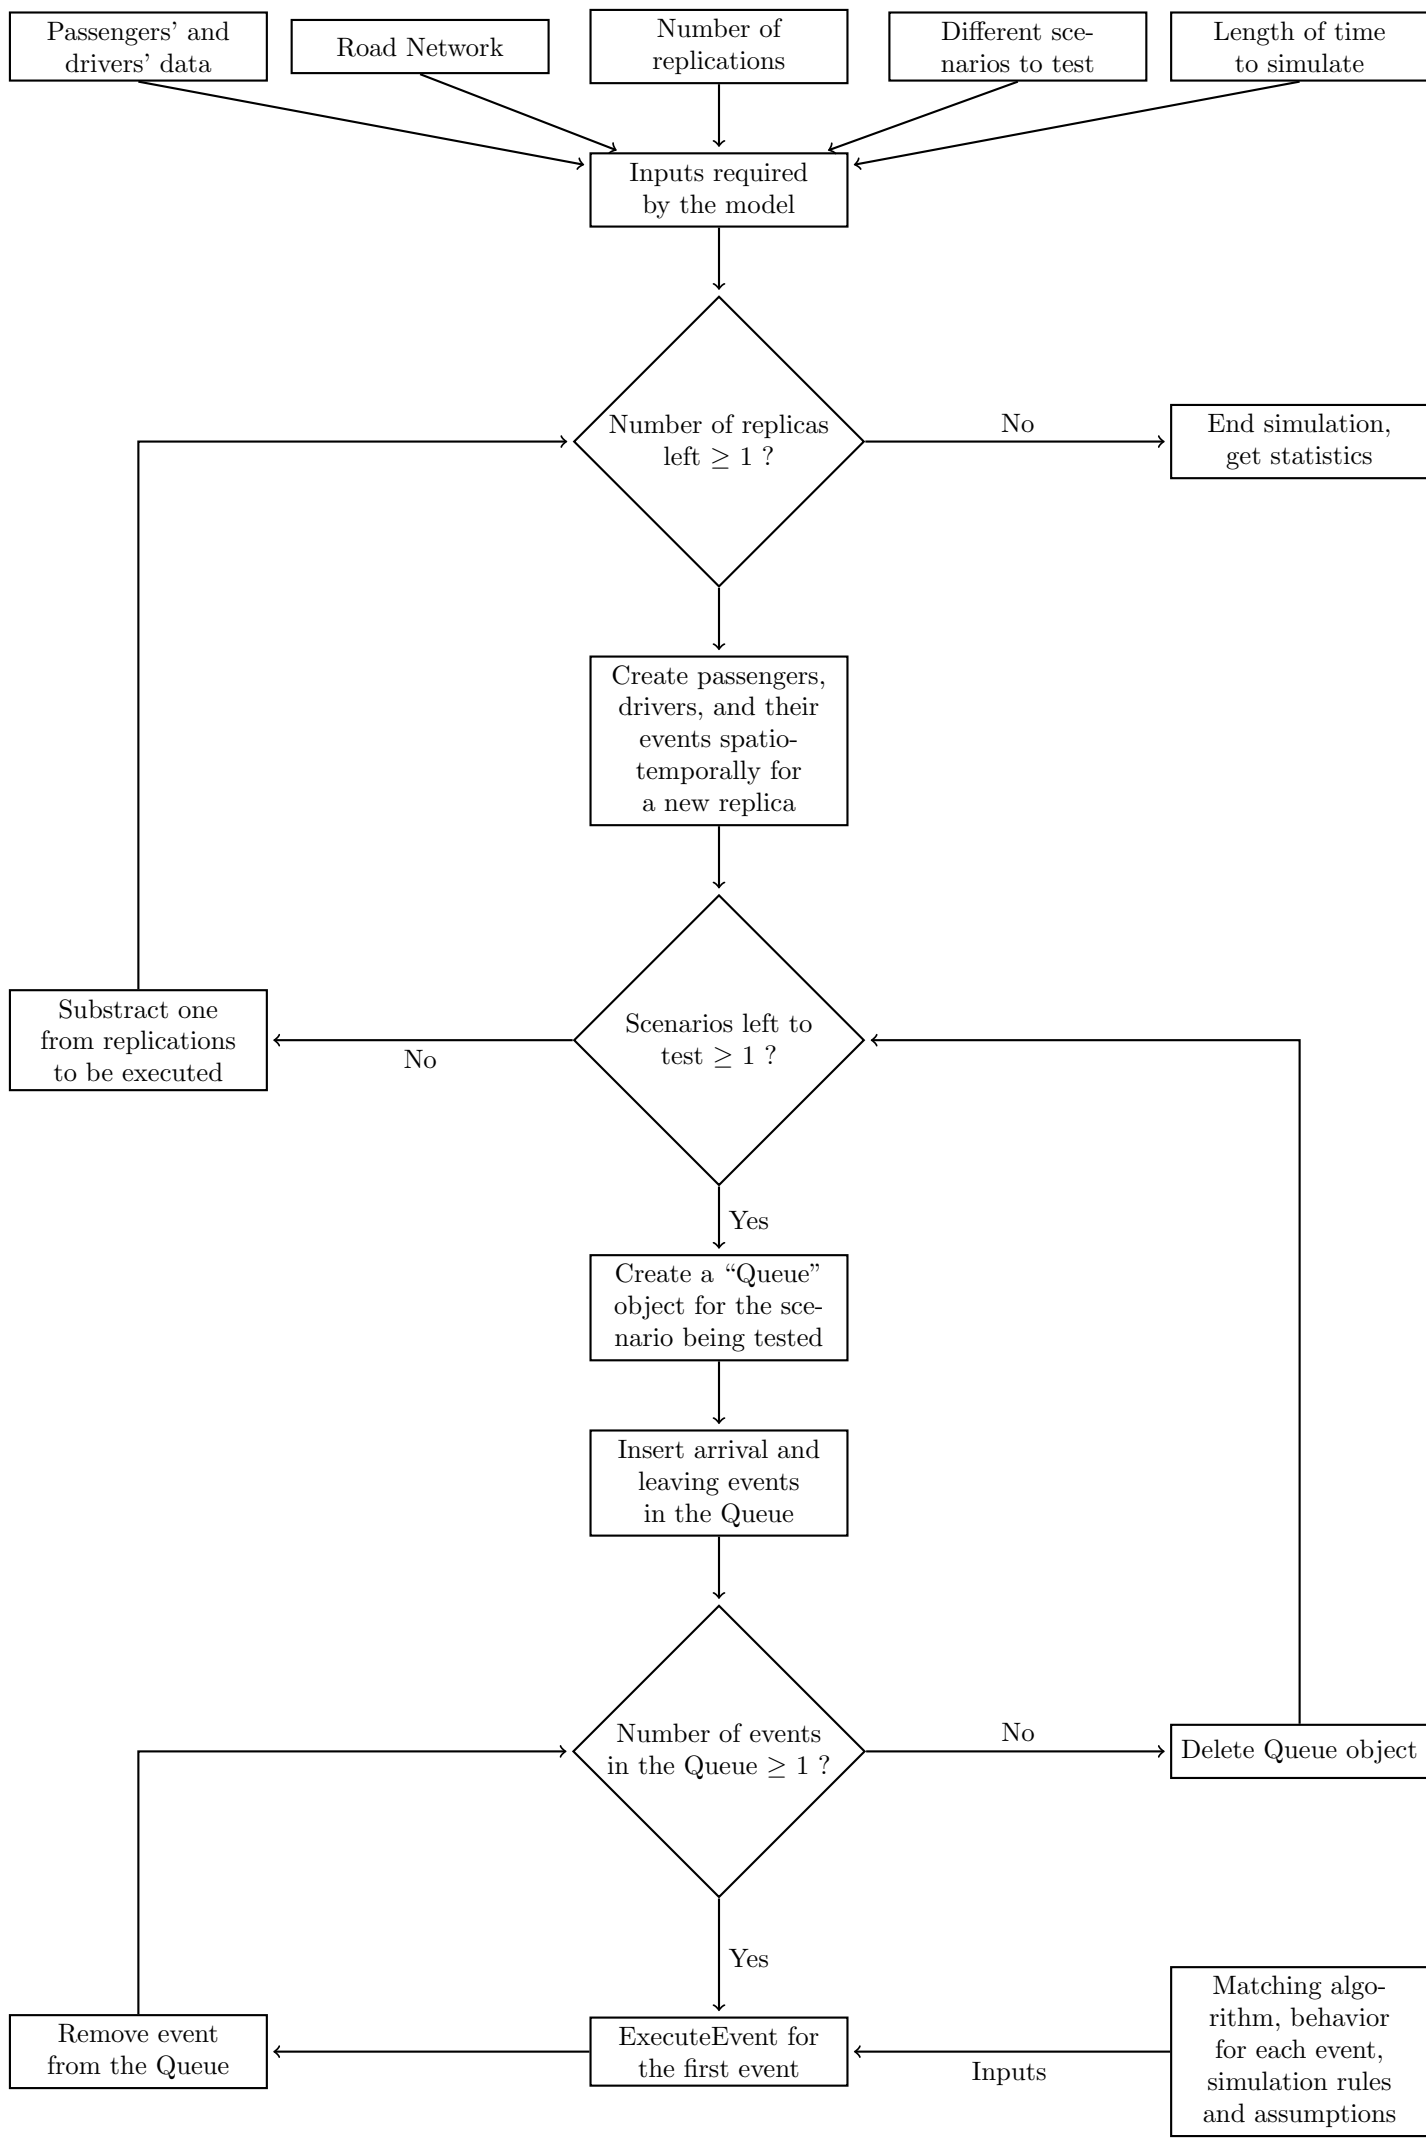 Passengers' and
drivers' data
Road Network
Number of
replications
Different sce-
narios to test
Length of time
to simulate
Inputs required
by the model
Number of replicas
left ≥ 1 ?
No
End simulation,
get statistics
Create passengers,
drivers, and their
events spatio-
temporally for
a new replica
Substract one
from replications
to be executed
No
Scenarios left to
test ≥ 1 ?
Yes
Create a “Queue”
object for the sce-
nario being tested
Insert arrival and
leaving events
in the Queue
Number of events
in the Queue ≥ 1 ?
No
Delete Queue object
Yes
Remove event
from the Queue
ExecuteEvent for
the first event
Inputs
Matching algo-
rithm, behavior
for each event,
simulation rules
and assumptions